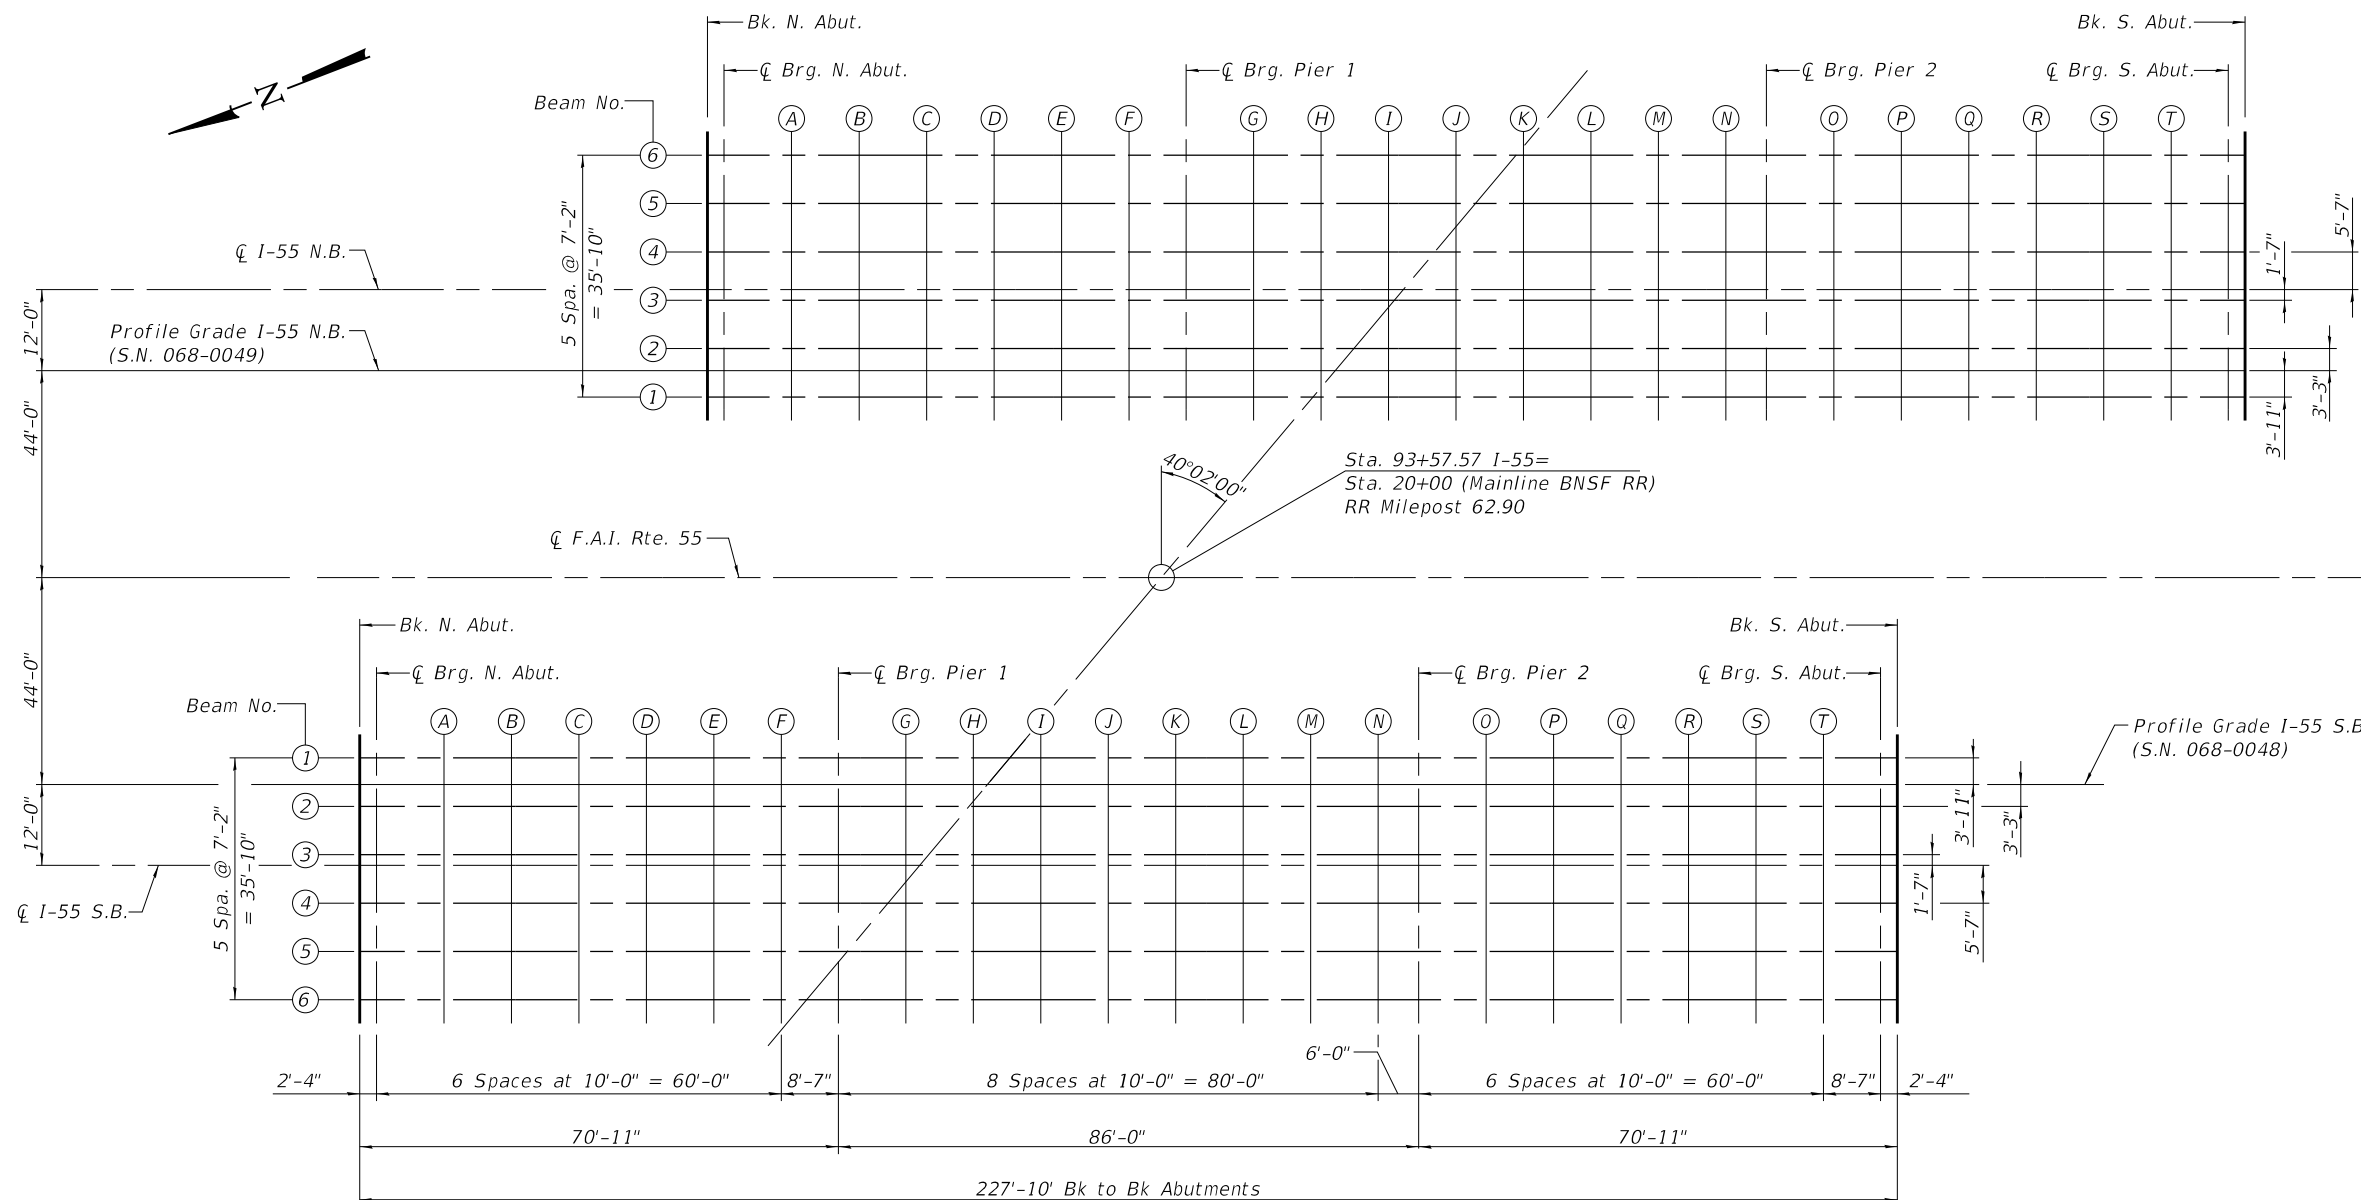 Bk. N. Abut.
Bk. S. Abut.
℄ Brg. N. Abut.
℄ Brg. Pier 1
℄ Brg. Pier 2
℄ Brg. S. Abut.
N
Beam No.
A B C D E F G H I J K L M N O P Q R S T
6
5
4
3
2
1
5 Spa. @ 7'-2"
= 35'-10"
℄ I-55 N.B.
Profile Grade I-55 N.B.
(S.N. 068-0049)
12'-0"
44'-0"
5'-7"
1'-7"
3'-3"
3'-11"
40°02'00"
Sta. 93+57.57 I-55=
Sta. 20+00 (Mainline BNSF RR)
RR Milepost 62.90
℄ F.A.I. Rte. 55
44'-0"
12'-0"
Bk. N. Abut.
Bk. S. Abut.
℄ Brg. N. Abut.
℄ Brg. Pier 1
℄ Brg. Pier 2
℄ Brg. S. Abut.
Beam No.
A B C D E F G H I J K L M N O P Q R S T
1
2
3
4
5
6
5 Spa. @ 7'-2"
= 35'-10"
℄ I-55 S.B.
Profile Grade I-55 S.B
(S.N. 068-0048)
3'-11"
3'-3"
1'-7"
5'-7"
6'-0"
2'-4" 6 Spaces at 10'-0" = 60'-0" 8'-7" 8 Spaces at 10'-0" = 80'-0" 6 Spaces at 10'-0" = 60'-0" 8'-7" 2'-4"
70'-11" 86'-0" 70'-11"
227'-10' Bk to Bk Abutments